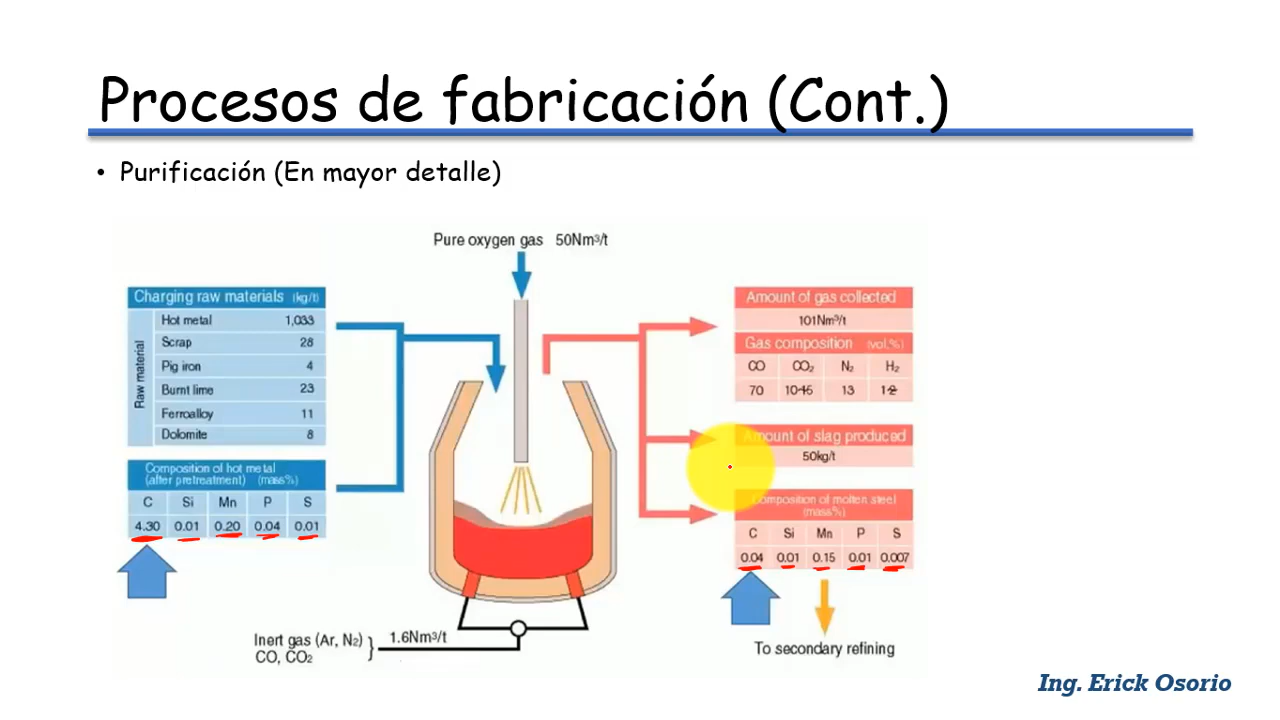 Procesos de fabricación (Cont.)
• Purificación (En mayor detalle)
Pure oxygen gas 50Nm³/t
Charging raw materials (kg/t)
Raw material
Hot metal 1,033
Scrap 28
Pig iron 4
Burnt lime 23
Ferroalloy 11
Dolomite 8
Composition of hot metal
(after pretreatment) (mass%)
C Si Mn P S
4.30 0.01 0.20 0.04 0.01
Inert gas (Ar, N₂)
CO, CO₂
1.6Nm³/t
Amount of gas collected
101Nm³/t
Gas composition (vol.%)
CO CO₂ N₂ H₂
70 10-15 13 1-2
Amount of slag produced
50kg/t
Composition of molten steel
(mass%)
C Si Mn P S
0.04 0.01 0.15 0.01 0.007
To secondary refining
Ing. Erick Osorio